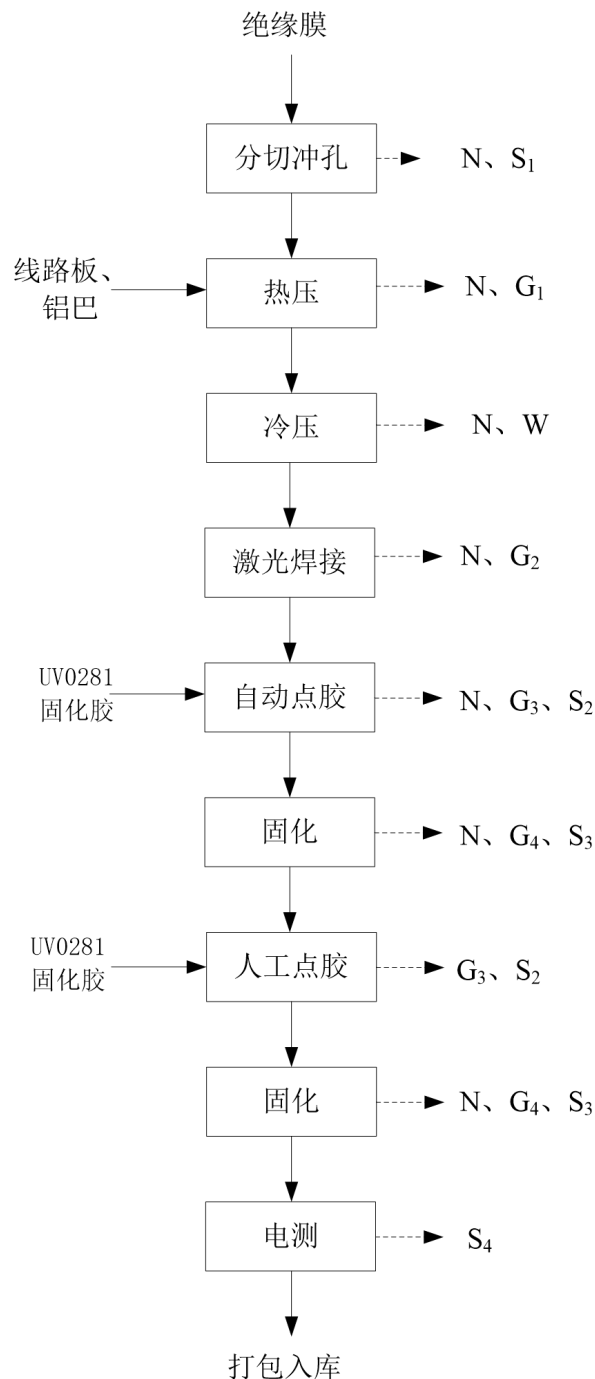 绝缘膜
分切冲孔
N、S₁
线路板、
铝巴
热压
N、G₁
冷压
N、W
激光焊接
N、G₂
UV0281
固化胶
自动点胶
N、G₃、S₂
固化
N、G₄、S₃
UV0281
固化胶
人工点胶
G₃、S₂
固化
N、G₄、S₃
电测
S₄
打包入库